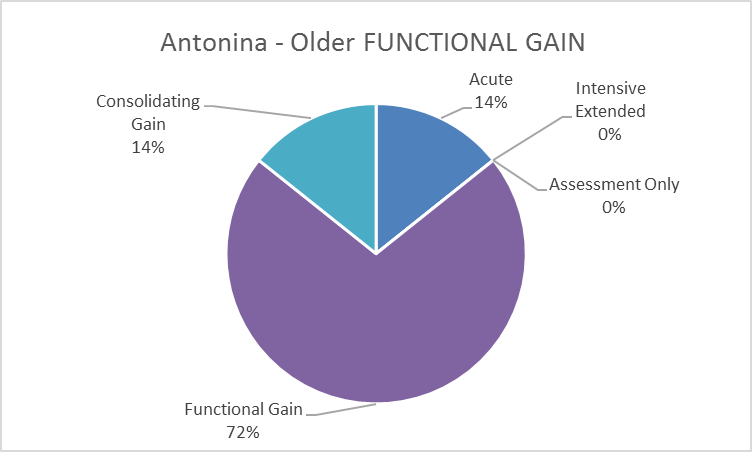 Antonina - Older FUNCTIONAL GAIN
Acute
14%
Intensive
Extended
0%
Assessment Only
0%
Functional Gain
72%
Consolidating
Gain
14%